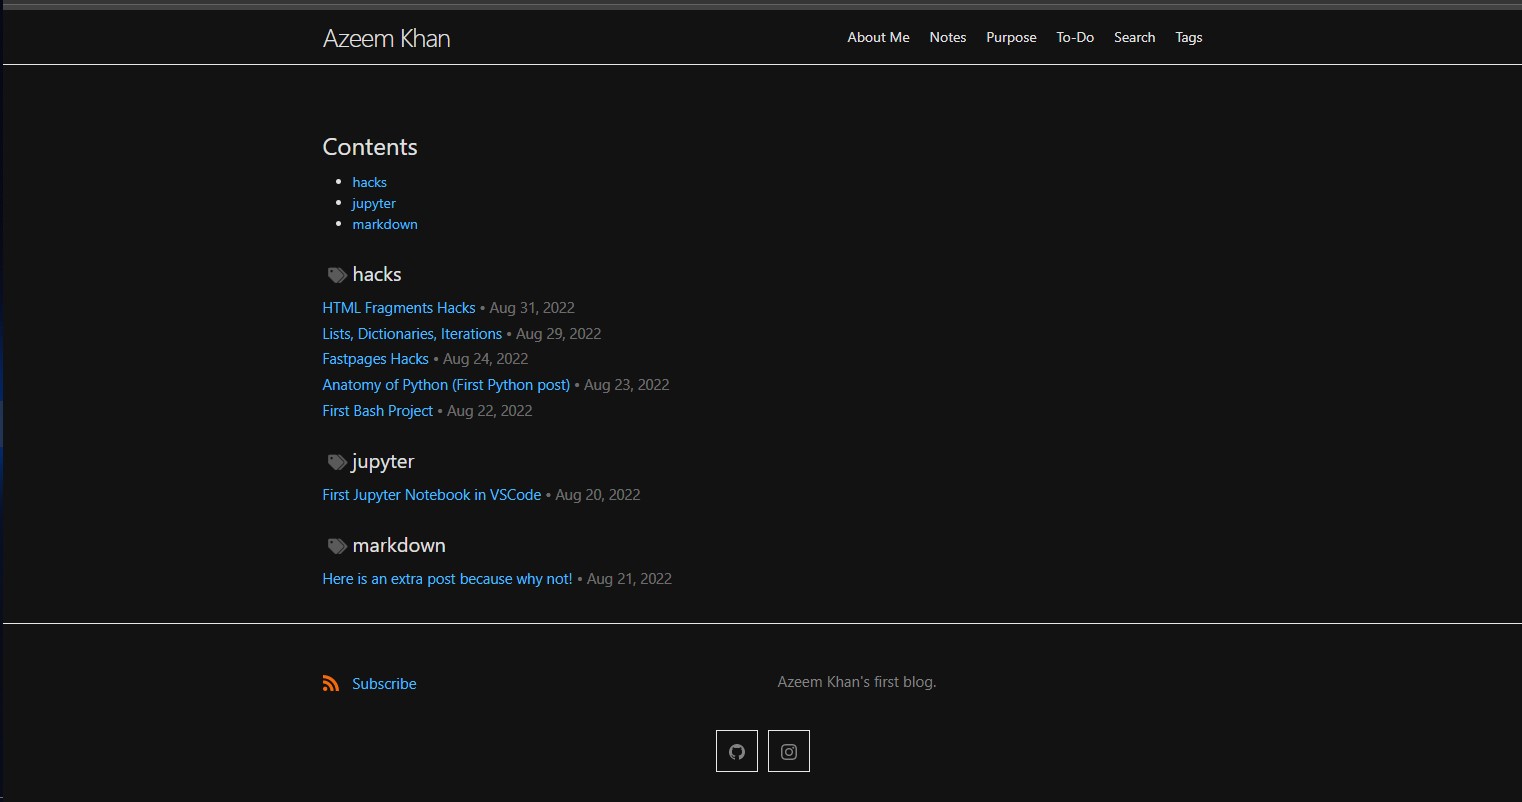 Azeem Khan
About Me Notes Purpose To-Do Search Tags
Contents
hacks
jupyter
markdown
hacks
HTML Fragments Hacks • Aug 31, 2022
Lists, Dictionaries, Iterations • Aug 29, 2022
Fastpages Hacks • Aug 24, 2022
Anatomy of Python (First Python post) • Aug 23, 2022
First Bash Project • Aug 22, 2022
jupyter
First Jupyter Notebook in VSCode • Aug 20, 2022
markdown
Here is an extra post because why not! • Aug 21, 2022
Subscribe
Azeem Khan's first blog.